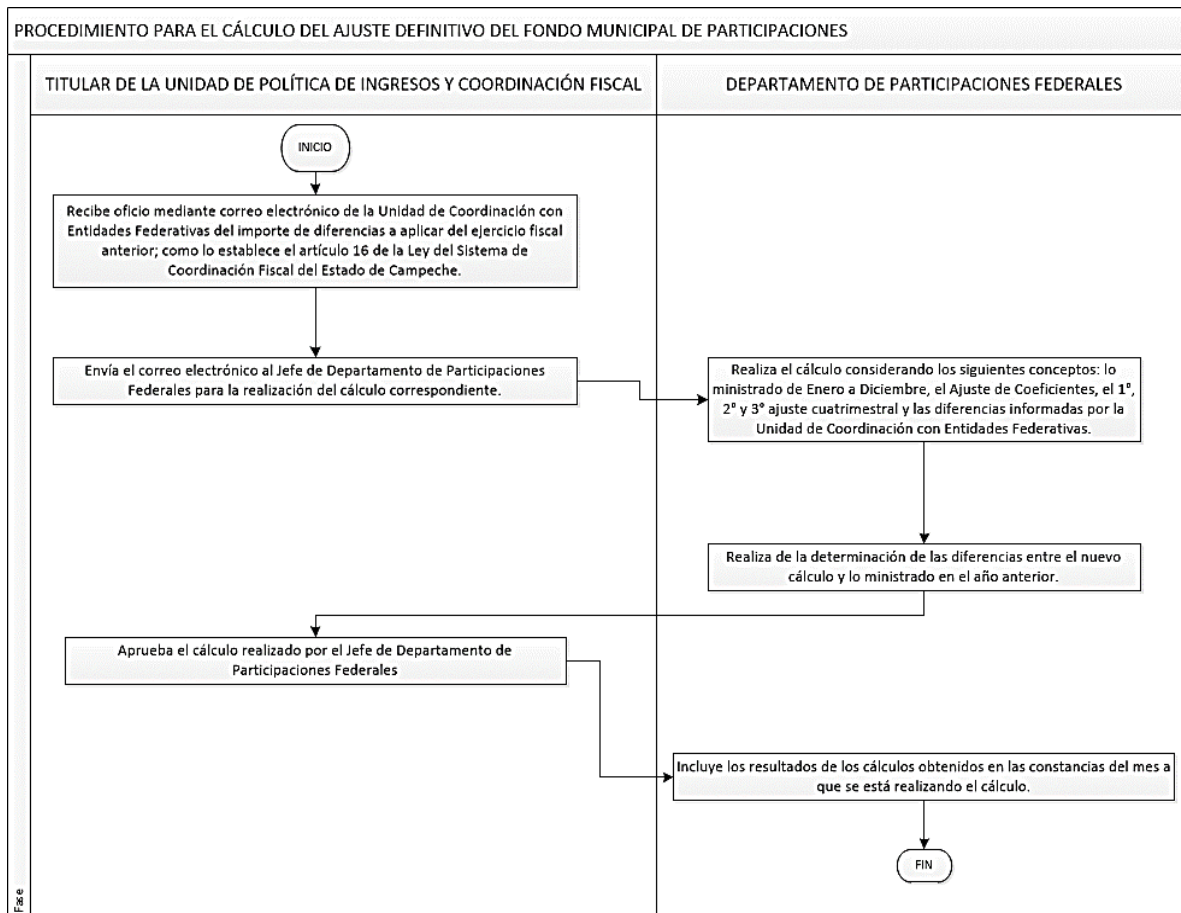 PROCEDIMIENTO PARA EL CÁLCULO DEL AJUSTE DEFINITIVO DEL FONDO MUNICIPAL DE PARTICIPACIONES
TITULAR DE LA UNIDAD DE POLÍTICA DE INGRESOS Y COORDINACIÓN FISCAL
DEPARTAMENTO DE PARTICIPACIONES FEDERALES
INICIO
Recibe oficio mediante correo electrónico de la Unidad de Coordinación con
Entidades Federativas del importe de diferencias a aplicar del ejercicio fiscal
anterior; como lo establece el artículo 16 de la Ley del Sistema de
Coordinación Fiscal del Estado de Campeche.
Envía el correo electrónico al Jefe de Departamento de Participaciones
Federales para la realización del cálculo correspondiente.
Realiza el cálculo considerando los siguientes conceptos: lo
ministrado de Enero a Diciembre, el Ajuste de Coeficientes, el 1°,
2° y 3° ajuste cuatrimestral y las diferencias informadas por la
Unidad de Coordinación con Entidades Federativas.
Realiza de la determinación de las diferencias entre el nuevo
cálculo y lo ministrado en el año anterior.
Aprueba el cálculo realizado por el Jefe de Departamento de
Participaciones Federales
Incluye los resultados de los cálculos obtenidos en las constancias del mes a
que se está realizando el cálculo.
FIN
Fase